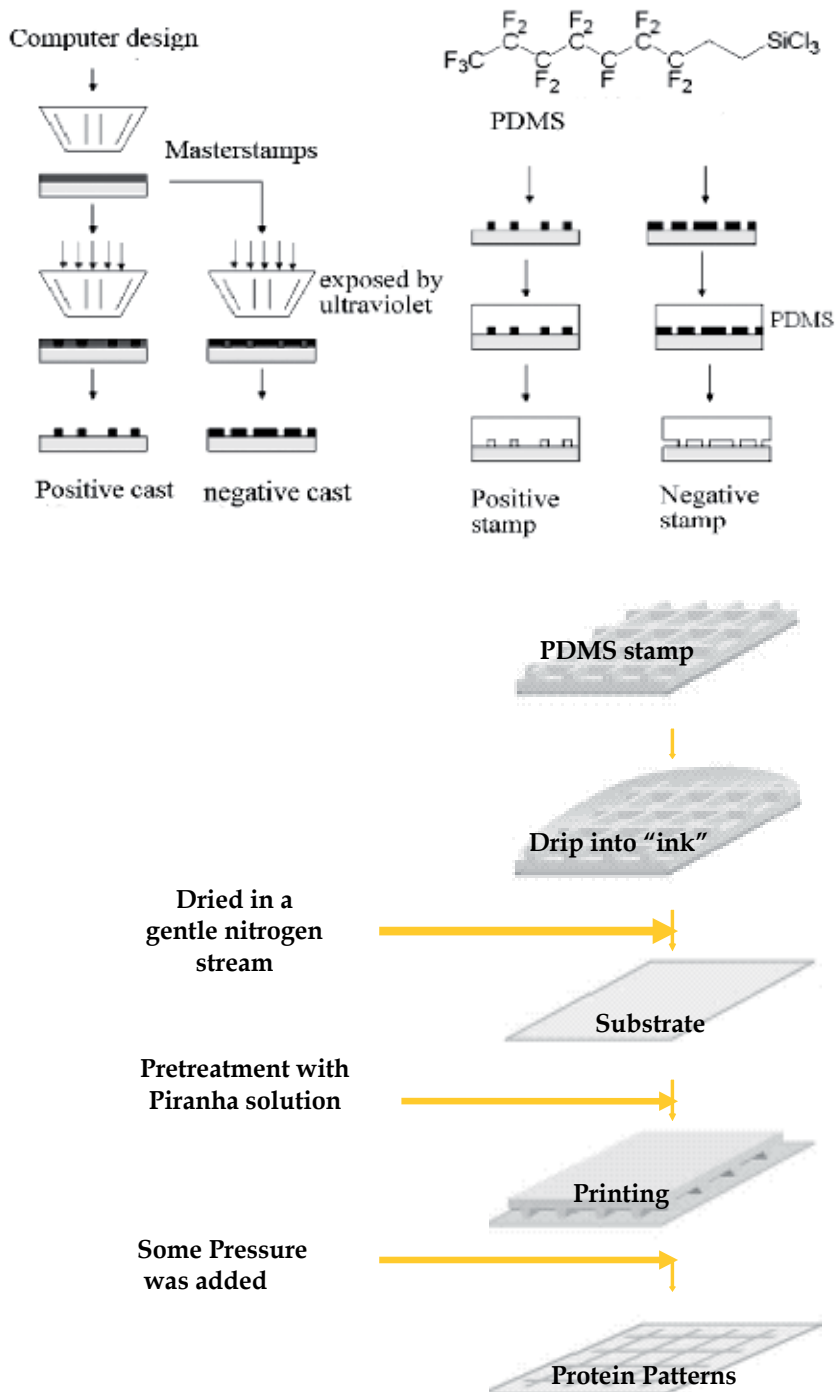 Computer design
Masterstamps
exposed by
ultraviolet
Positive cast
negative cast
F3C
F2
F2
F2
F2
F2
F
F2
SiCl3
PDMS
PDMS
Positive
stamp
Negative
stamp
PDMS stamp
Drip into “ink”
Dried in a
gentle nitrogen
stream
Substrate
Pretreatment with
Piranha solution
Printing
Some Pressure
was added
Protein Patterns